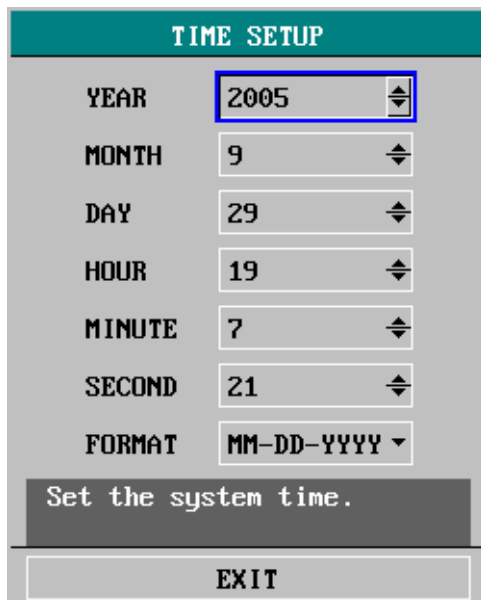 TIME SETUP
YEAR 2005
MONTH 9
DAY 29
HOUR 19
MINUTE 7
SECOND 21
FORMAT MM-DD-YYYY
Set the system time.
EXIT